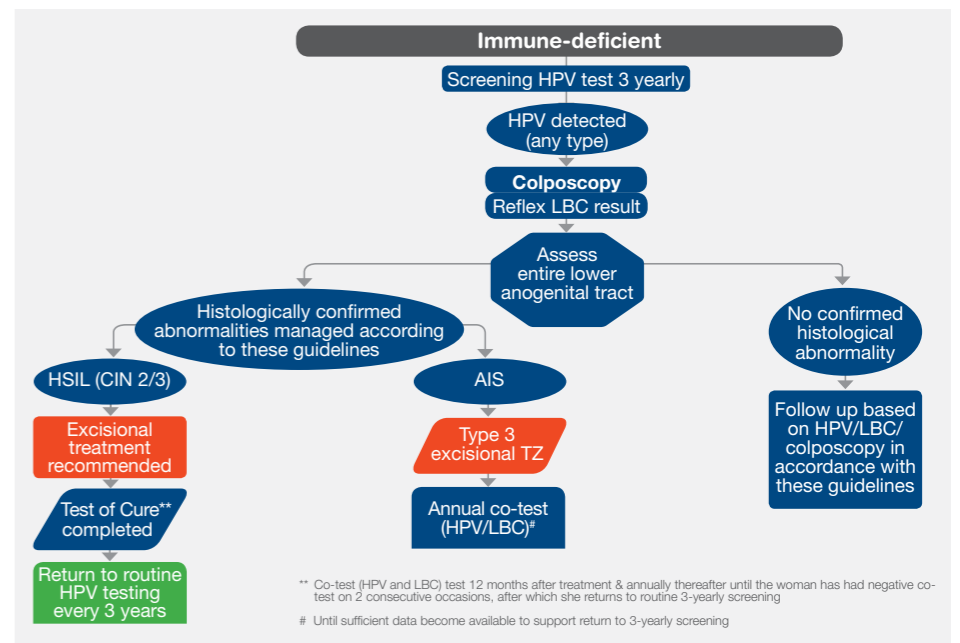 Immune-deficient
Screening HPV test 3 yearly
HPV detected
(any type)
Colposcopy
Reflex LBC result
Assess
entire lower
anogenital tract
Histologically confirmed
abnormalities managed according
to these guidelines
No confirmed
histological
abnormality
HSIL (CIN 2/3)
AIS
Excisional
treatment
recommended
Type 3
excisional TZ
Follow up based
on HPV/LBC/
colposcopy in
accordance with
these guidelines
Test of Cure**
completed
Annual co-test
(HPV/LBC)#
Return to routine
HPV testing
every 3 years
** Co-test (HPV and LBC) test 12 months after treatment & annually thereafter until the woman has had negative co-
test on 2 consecutive occasions, after which she returns to routine 3-yearly screening
# Until sufficient data become available to support return to 3-yearly screening